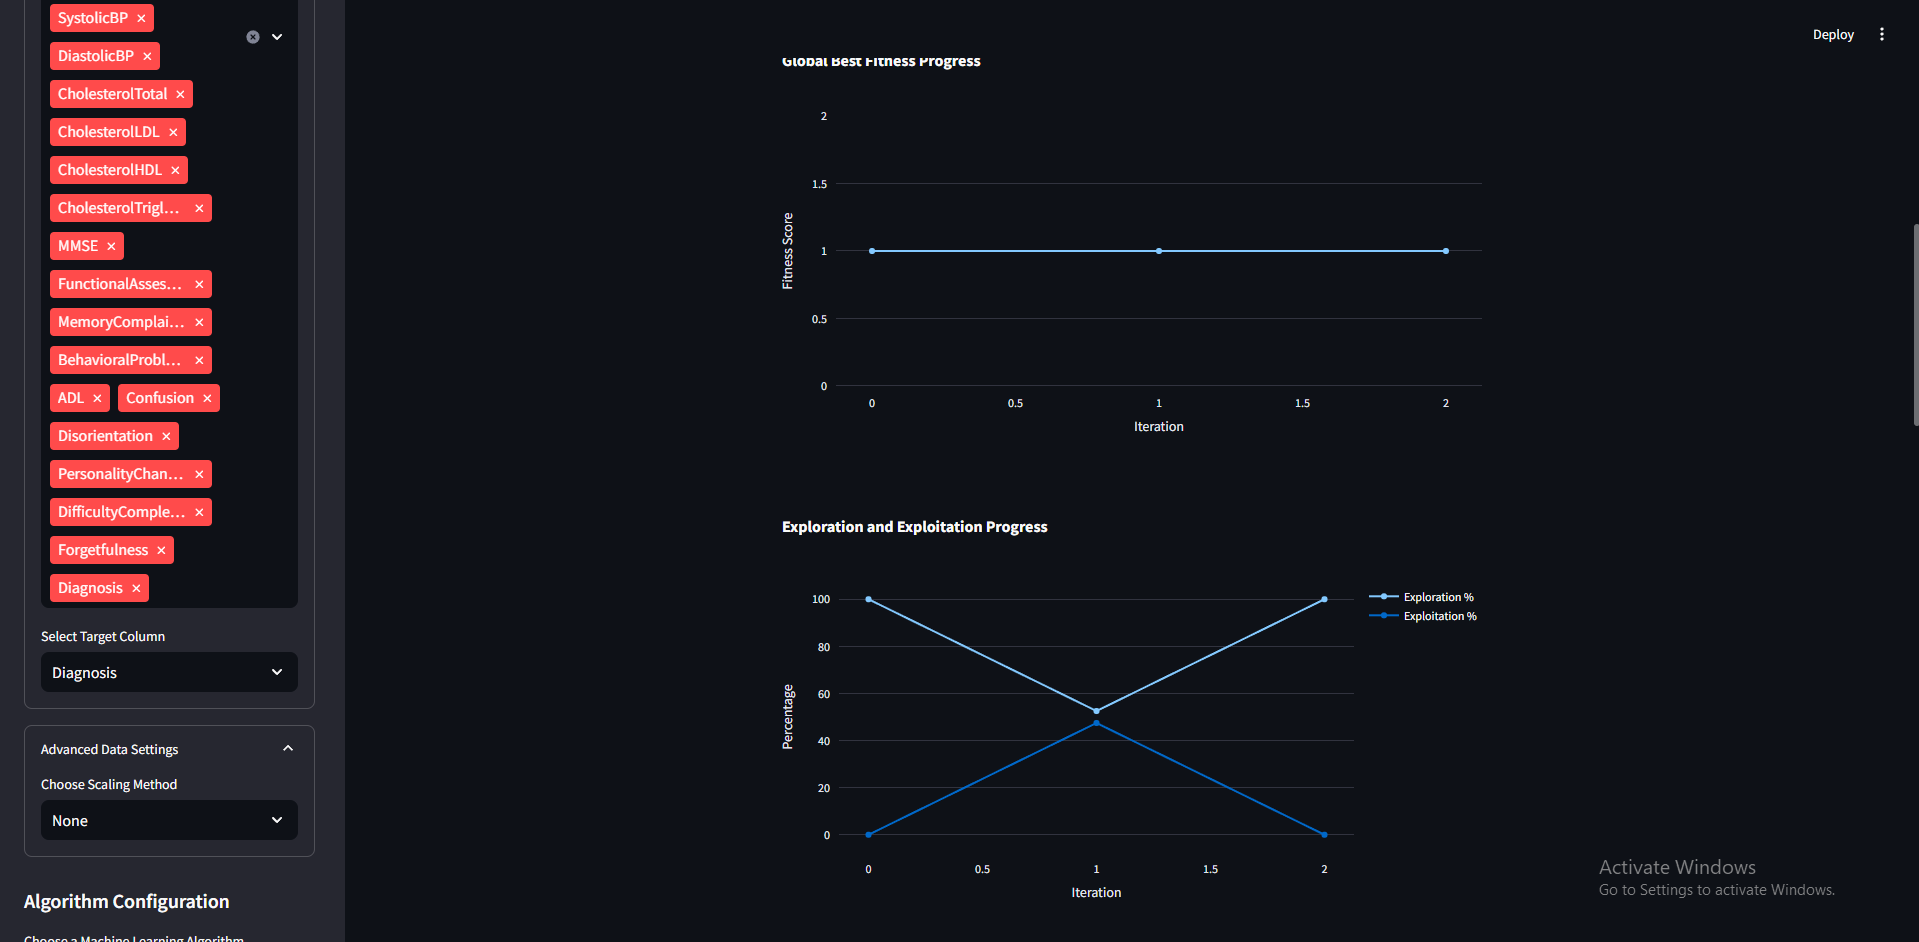 SystolicBP
DiastolicBP
CholesterolTotal
CholesterolLDL
CholesterolHDL
CholesterolTrigl...
MMSE
FunctionalAsses...
MemoryComplai...
BehavioralProbl...
ADL Confusion
Disorientation
PersonalityChan...
DifficultyComple...
Forgetfulness
Diagnosis
Select Target Column
Diagnosis
Advanced Data Settings
Choose Scaling Method
None
Algorithm Configuration
Choose a Machine Learning Algorithm
Deploy
Global Best Fitness Progress
2
1.5
1
0.5
0
Fitness Score
0 0.5 1 1.5 2
Iteration
Exploration and Exploitation Progress
100
80
60
40
20
0
Percentage
0 0.5 1 1.5 2
Iteration
Exploration %
Exploitation %
Activate Windows
Go to Settings to activate Windows.